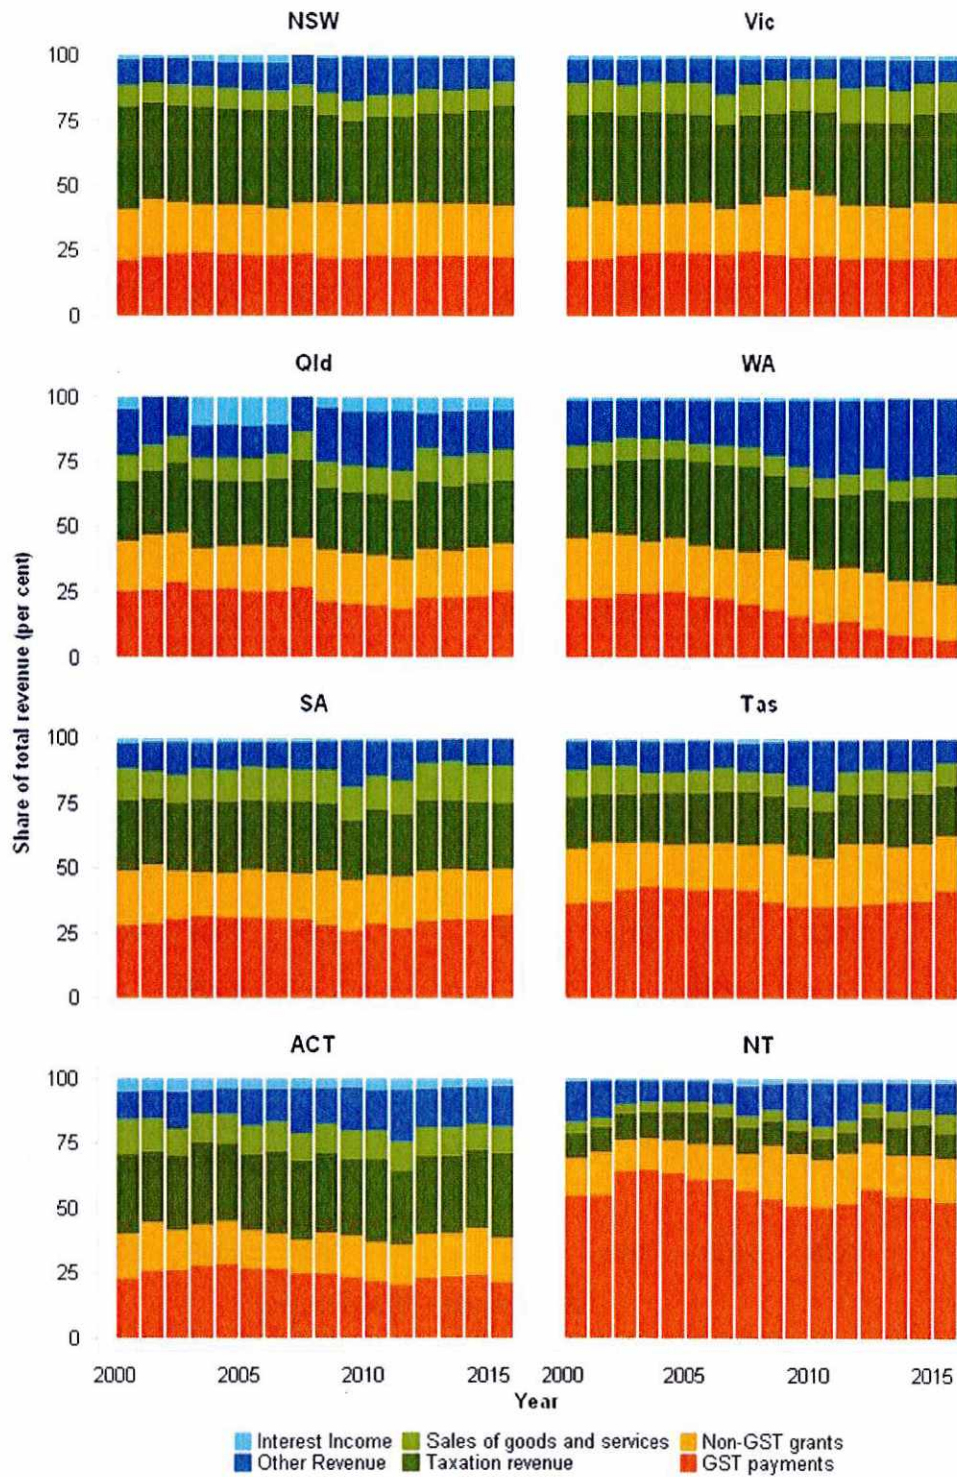 NSW Vic
100
75
50
25
0
Qld WA
100
75
50
25
0
Share of total revenue (per cent)
SA Tas
100
75
50
25
0
ACT NT
100
75
50
25
0
2000 2005 2010 2015 2000 2005 2010 2015
Year
Interest Income Sales of goods and services Non-GST grants
Other Revenue Taxation revenue GST payments